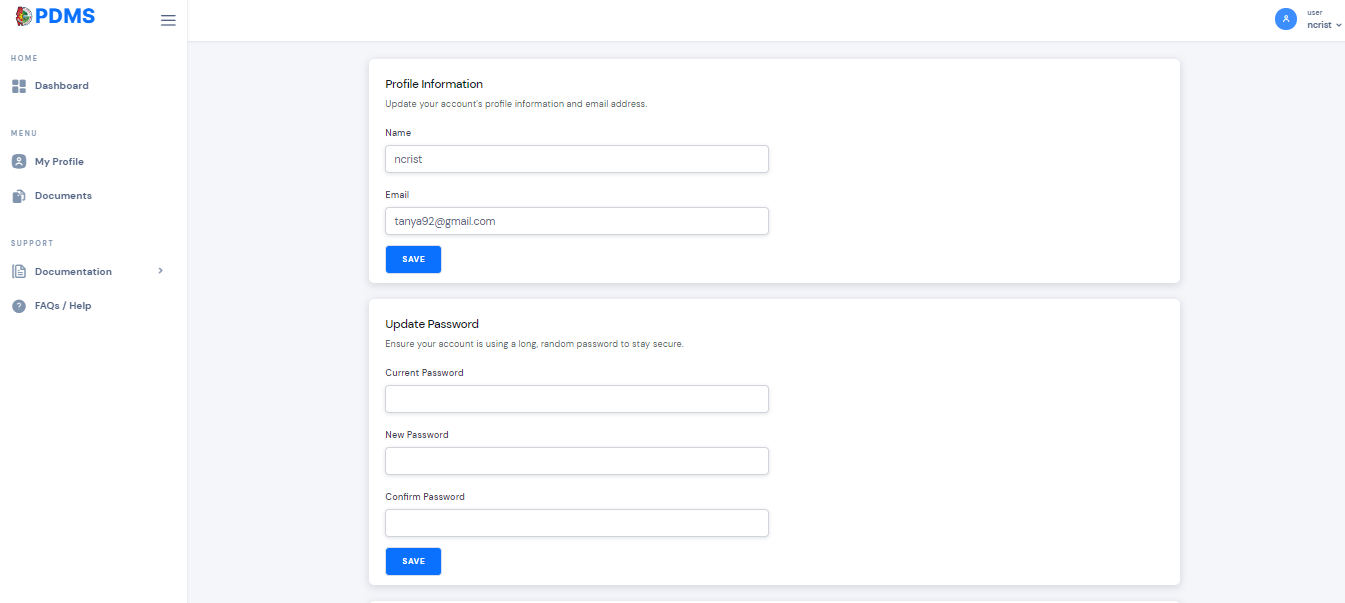 PDMS
HOME
Dashboard
MENU
My Profile
Documents
SUPPORT
Documentation
FAQs / Help
user
ncrist
Profile Information
Update your account's profile information and email address.
Name
ncrist
Email
tanya92@gmail.com
SAVE
Update Password
Ensure your account is using a long, random password to stay secure.
Current Password
New Password
Confirm Password
SAVE